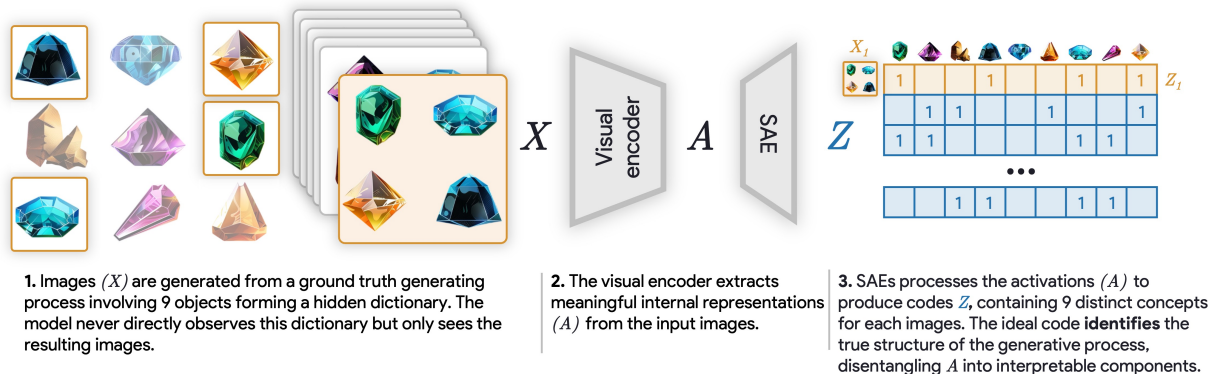 X
Visual
encoder
A
SAE
Z
X₁
1 1 1 1
Z₁
1 1 1 1
1 1 1 1
•••
1 1 1 1
1. Images (X) are generated from a ground truth generating
process involving 9 objects forming a hidden dictionary. The
model never directly observes this dictionary but only sees the
resulting images.
2. The visual encoder extracts
meaningful internal representations
(A) from the input images.
3. SAEs processes the activations (A) to
produce codes Z, containing 9 distinct concepts
for each images. The ideal code identifies the
true structure of the generative process,
disentangling A into interpretable components.